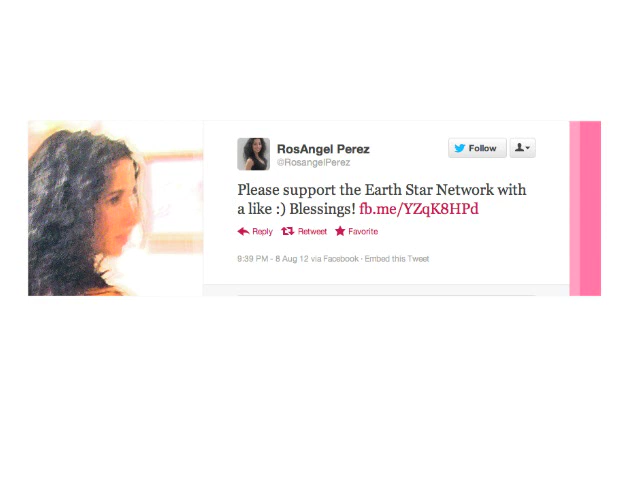 RosAngel Perez
@RosangelPerez
Follow
Please support the Earth Star Network with
a like :) Blessings! fb.me/YZqK8HPd
Reply Retweet Favorite
9:39 PM - 8 Aug 12 via Facebook · Embed this Tweet